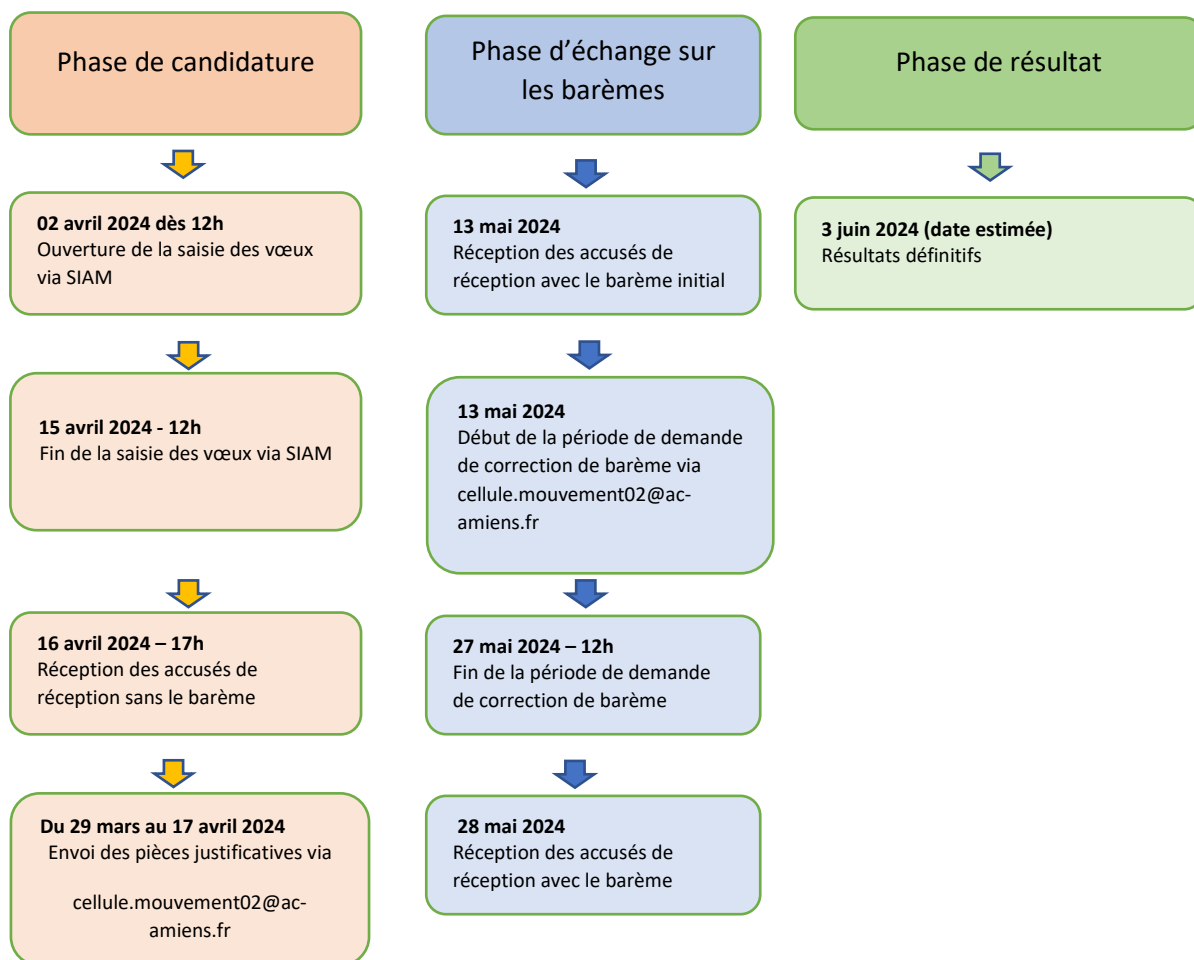 Phase de candidature
02 avril 2024 dès 12h
Ouverture de la saisie des vœux
via SIAM
15 avril 2024 - 12h
Fin de la saisie des vœux via SIAM
16 avril 2024 – 17h
Réception des accusés de
réception sans le barème
Du 29 mars au 17 avril 2024
Envoi des pièces justificatives via
cellule.mouvement02@ac-
amiens.fr
Phase d’échange sur
les barèmes
13 mai 2024
Réception des accusés de
réception avec le barème initial
13 mai 2024
Début de la période de demande
de correction de barème via
cellule.mouvement02@ac-
amiens.fr
27 mai 2024 – 12h
Fin de la période de demande
de correction de barème
28 mai 2024
Réception des accusés de
réception avec le barème
Phase de résultat
3 juin 2024 (date estimée)
Résultats définitifs